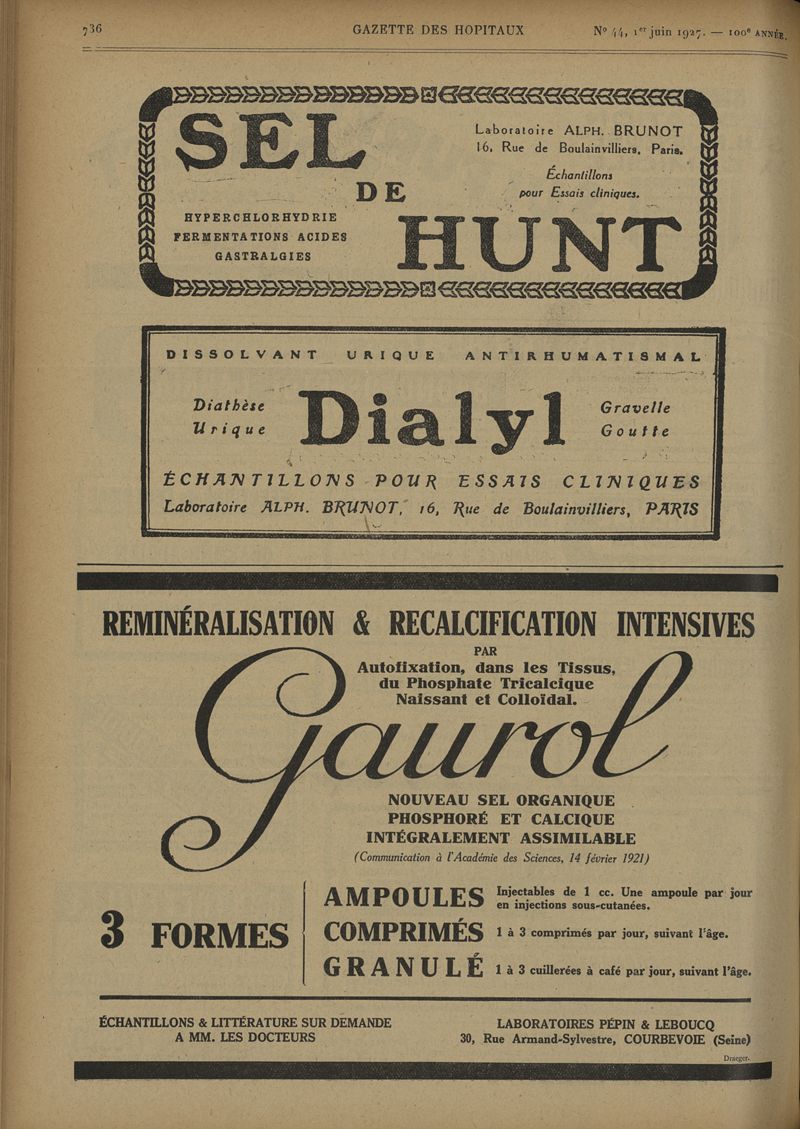 736
GAZETTE DES HOPITAUX
N° 44, 1er juin 1927. — 100e ANNÉE.
SEL
DE
HUNT
Laboratoire ALPH. BRUNOT
16, Rue de Boulainvilliers, Paris.
Échantillons
pour Essais cliniques.
HYPERCHLORHYDRIE
FERMENTATIONS ACIDES
GASTRALGIES
DISSOLVANT URIQUE ANTIRHUMATISMAL
Diathèse
Urique
Dialyl
Gravelle
Goutte
ÉCHANTILLONS POUR ESSAIS CLINIQUES
Laboratoire ALPH. BRUNOT, 16, Rue de Boulainvilliers, PARIS
REMINÉRALISATION & RECALCIFICATION INTENSIVES
PAR
Autofixation, dans les Tissus,
du Phosphate Tricalcique
Naissant et Colloïdal.
Gaurol
NOUVEAU SEL ORGANIQUE
PHOSPHORÉ ET CALCIQUE
INTÉGRALEMENT ASSIMILABLE
(Communication à l'Académie des Sciences, 14 février 1921)
3 FORMES
AMPOULES Injectables de 1 cc. Une ampoule par jour
en injections sous-cutanées.
COMPRIMÉS 1 à 3 comprimés par jour, suivant l'âge.
GRANULÉ 1 à 3 cuillerées à café par jour, suivant l'âge.
ÉCHANTILLONS & LITTÉRATURE SUR DEMANDE
A MM. LES DOCTEURS
LABORATOIRES PÉPIN & LEBOUCQ
30, Rue Armand-Sylvestre, COURBEVOIE (Seine)
Draeger.